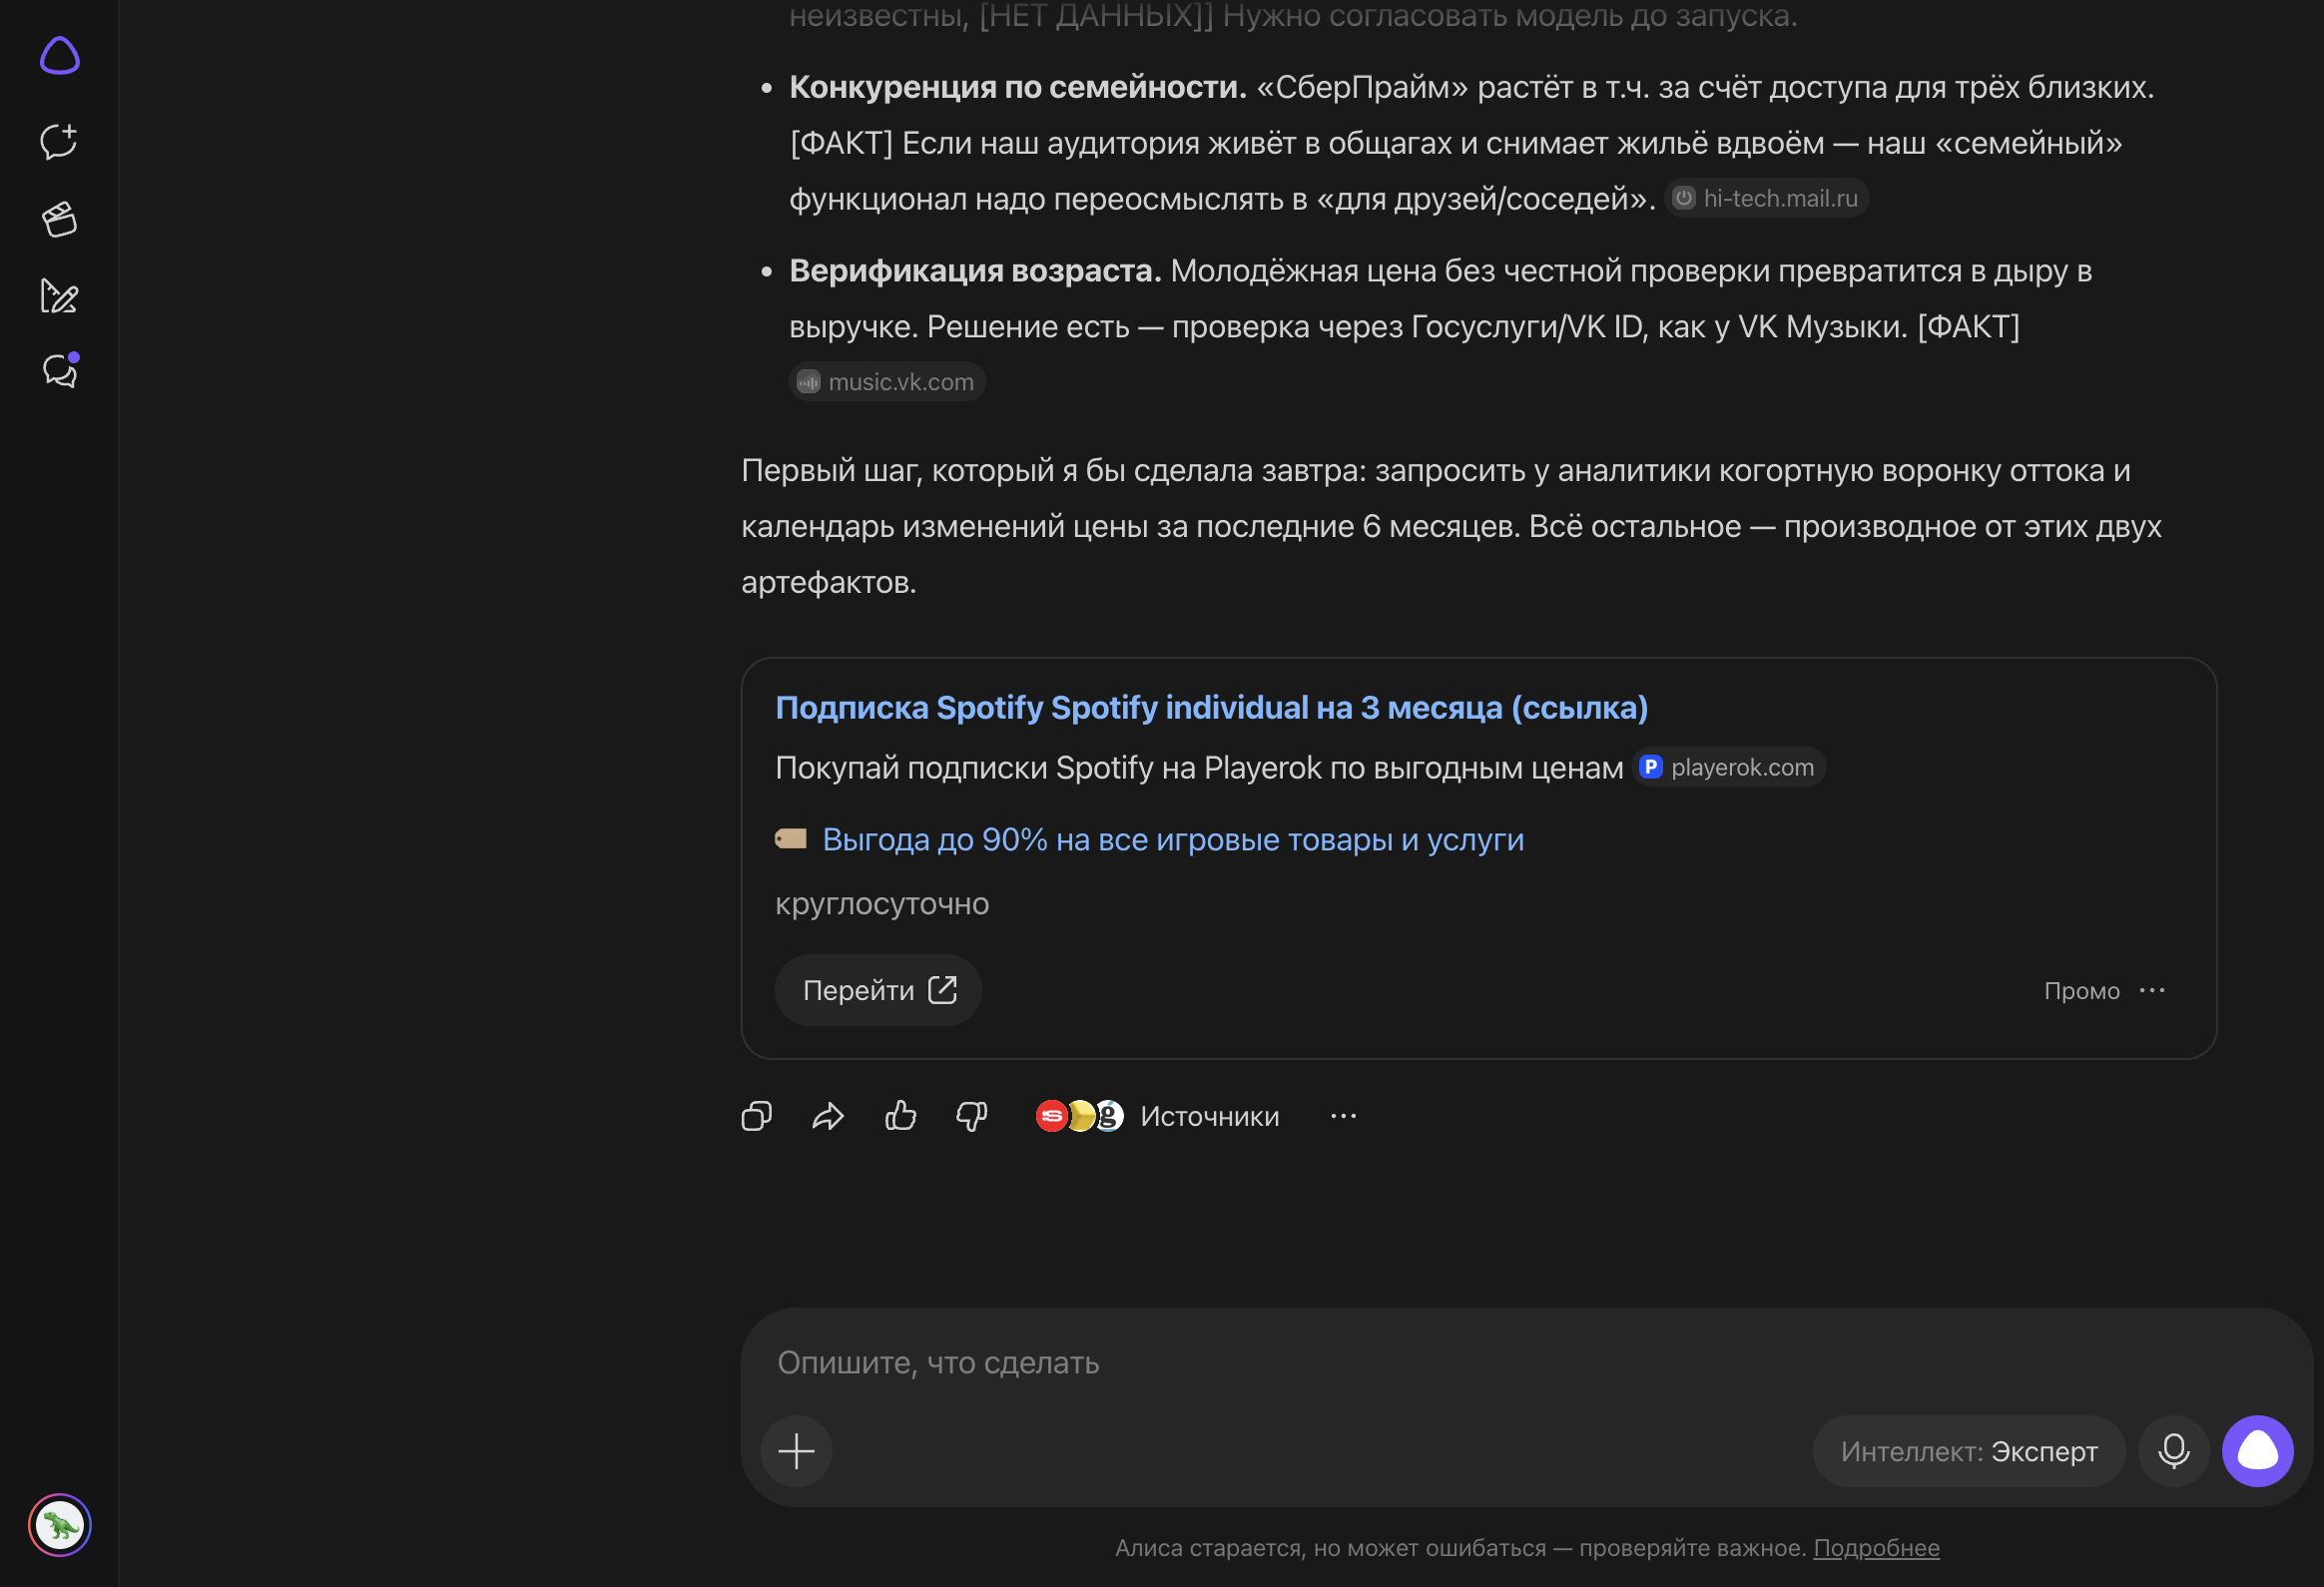 неизвестны, [НЕТ ДАННЫХ]] Нужно согласовать модель до запуска.
• Конкуренция по семейности. «СберПрайм» растёт в т.ч. за счёт доступа для трёх близких.
[ФАКТ] Если наш аудитория живёт в общагах и снимает жильё вдвоём — наш «семейный»
функционал надо переосмыслять в «для друзей/соседей». hi-tech.mail.ru
• Верификация возраста. Молодёжная цена без честной проверки превратится в дыру в
выручке. Решение есть — проверка через Госуслуги/VK ID, как у VK Музыки. [ФАКТ]
music.vk.com
Первый шаг, который я бы сделала завтра: запросить у аналитики когортную воронку оттока и
календарь изменений цены за последние 6 месяцев. Всё остальное — производное от этих двух
артефактов.
Подписка Spotify Spotify individual на 3 месяца (ссылка)
Покупай подписки Spotify на Playerok по выгодным ценам P playerok.com
Выгода до 90% на все игровые товары и услуги
круглосуточно
Перейти
Промо
Источники
Опишите, что сделать
Интеллект: Эксперт
Алиса старается, но может ошибаться — проверяйте важное. Подробнее